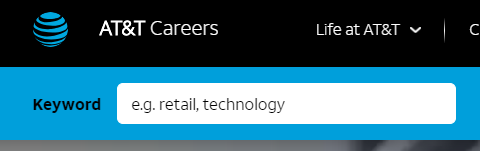 AT&T Careers
Life at AT&T
Keyword
e.g. retail, technology